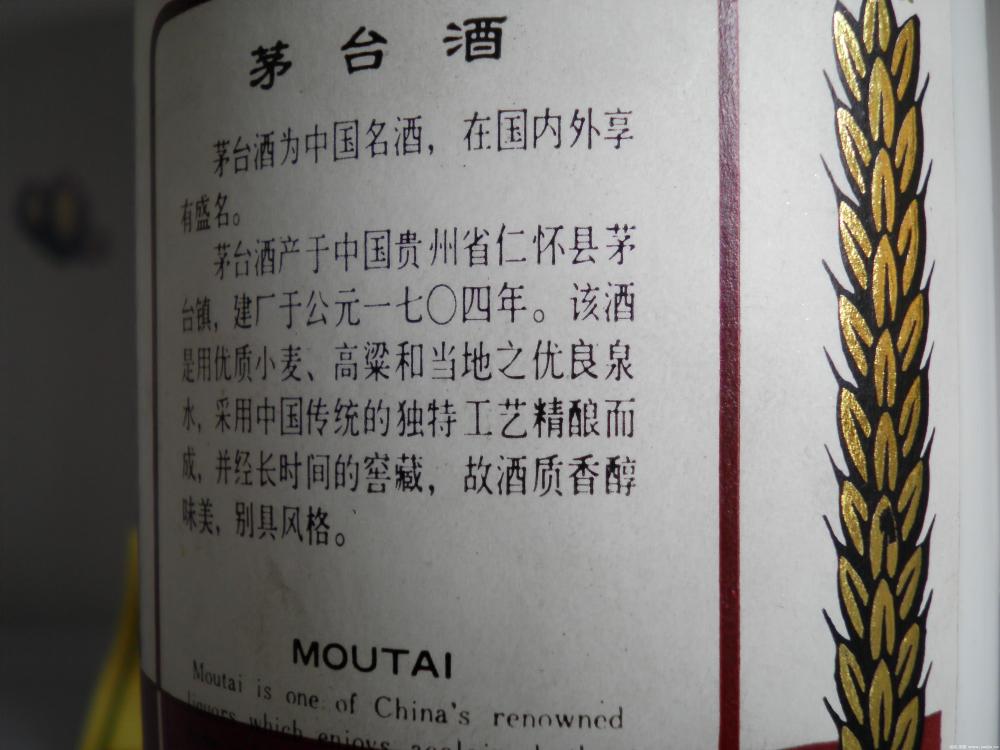 茅台酒
茅台酒为中国名酒，在国内外享
有盛名。
茅台酒产于中国贵州省仁怀县茅
台镇，建厂于公元一七〇四年。该酒
是用优质小麦、高粱和当地之优良泉
水，采用中国传统的独特工艺精酿而
成，并经长时间的窖藏，故酒质香醇
味美，别具风格。
MOUTAI
Moutai is one of China's renowned
liquors which enjoys